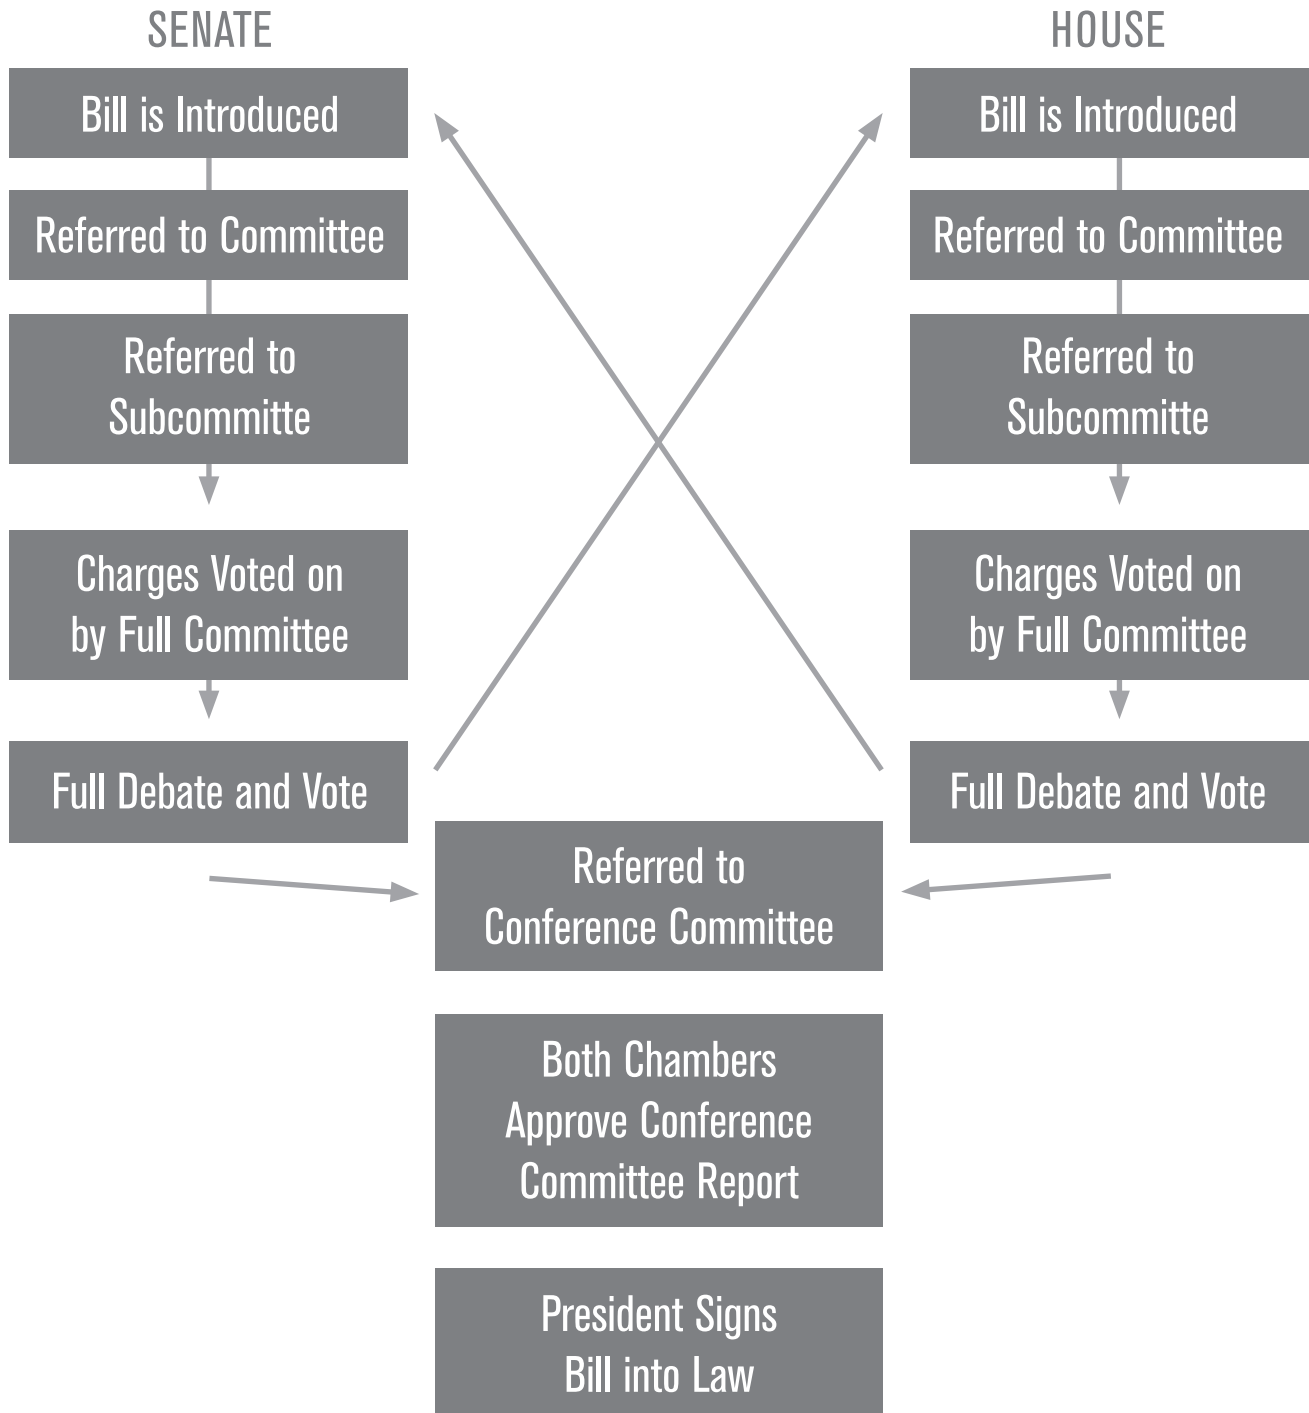 SENATE
Bill is Introduced
Referred to Committee
Referred to
Subcommitte
Charges Voted on
by Full Committee
Full Debate and Vote
HOUSE
Bill is Introduced
Referred to Committee
Referred to
Subcommitte
Charges Voted on
by Full Committee
Full Debate and Vote
Referred to
Conference Committee
Both Chambers
Approve Conference
Committee Report
President Signs
Bill into Law